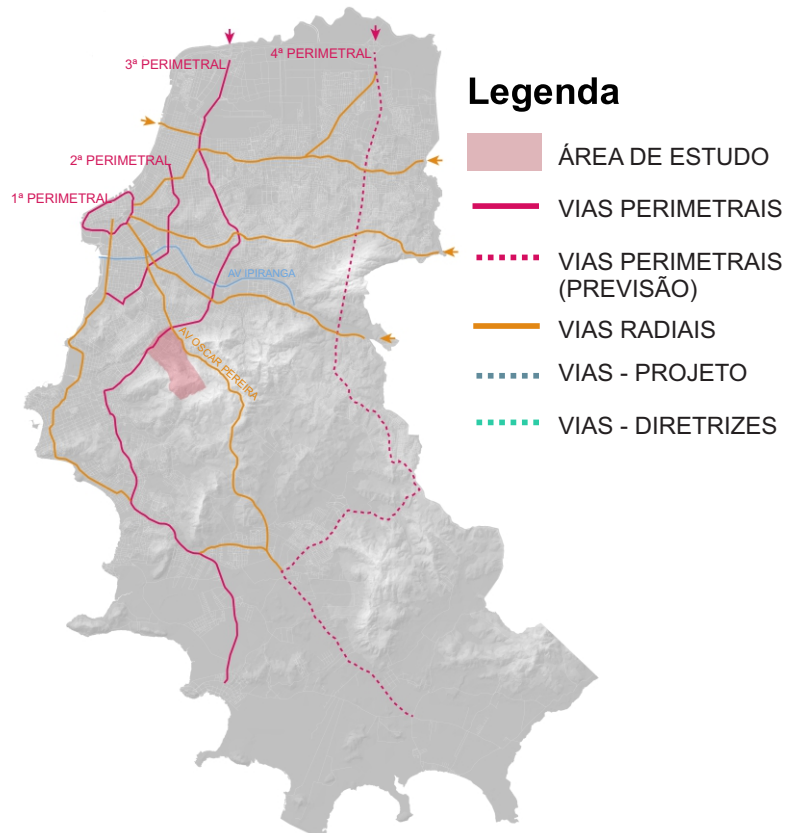 4ª PERIMETRAL
3ª PERIMETRAL
2ª PERIMETRAL
1ª PERIMETRAL
AV IPIRANGA
AV OSCAR PEREIRA
Legenda
ÁREA DE ESTUDO
VIAS PERIMETRAIS
VIAS PERIMETRAIS
(PREVISÃO)
VIAS RADIAIS
VIAS - PROJETO
VIAS - DIRETRIZES